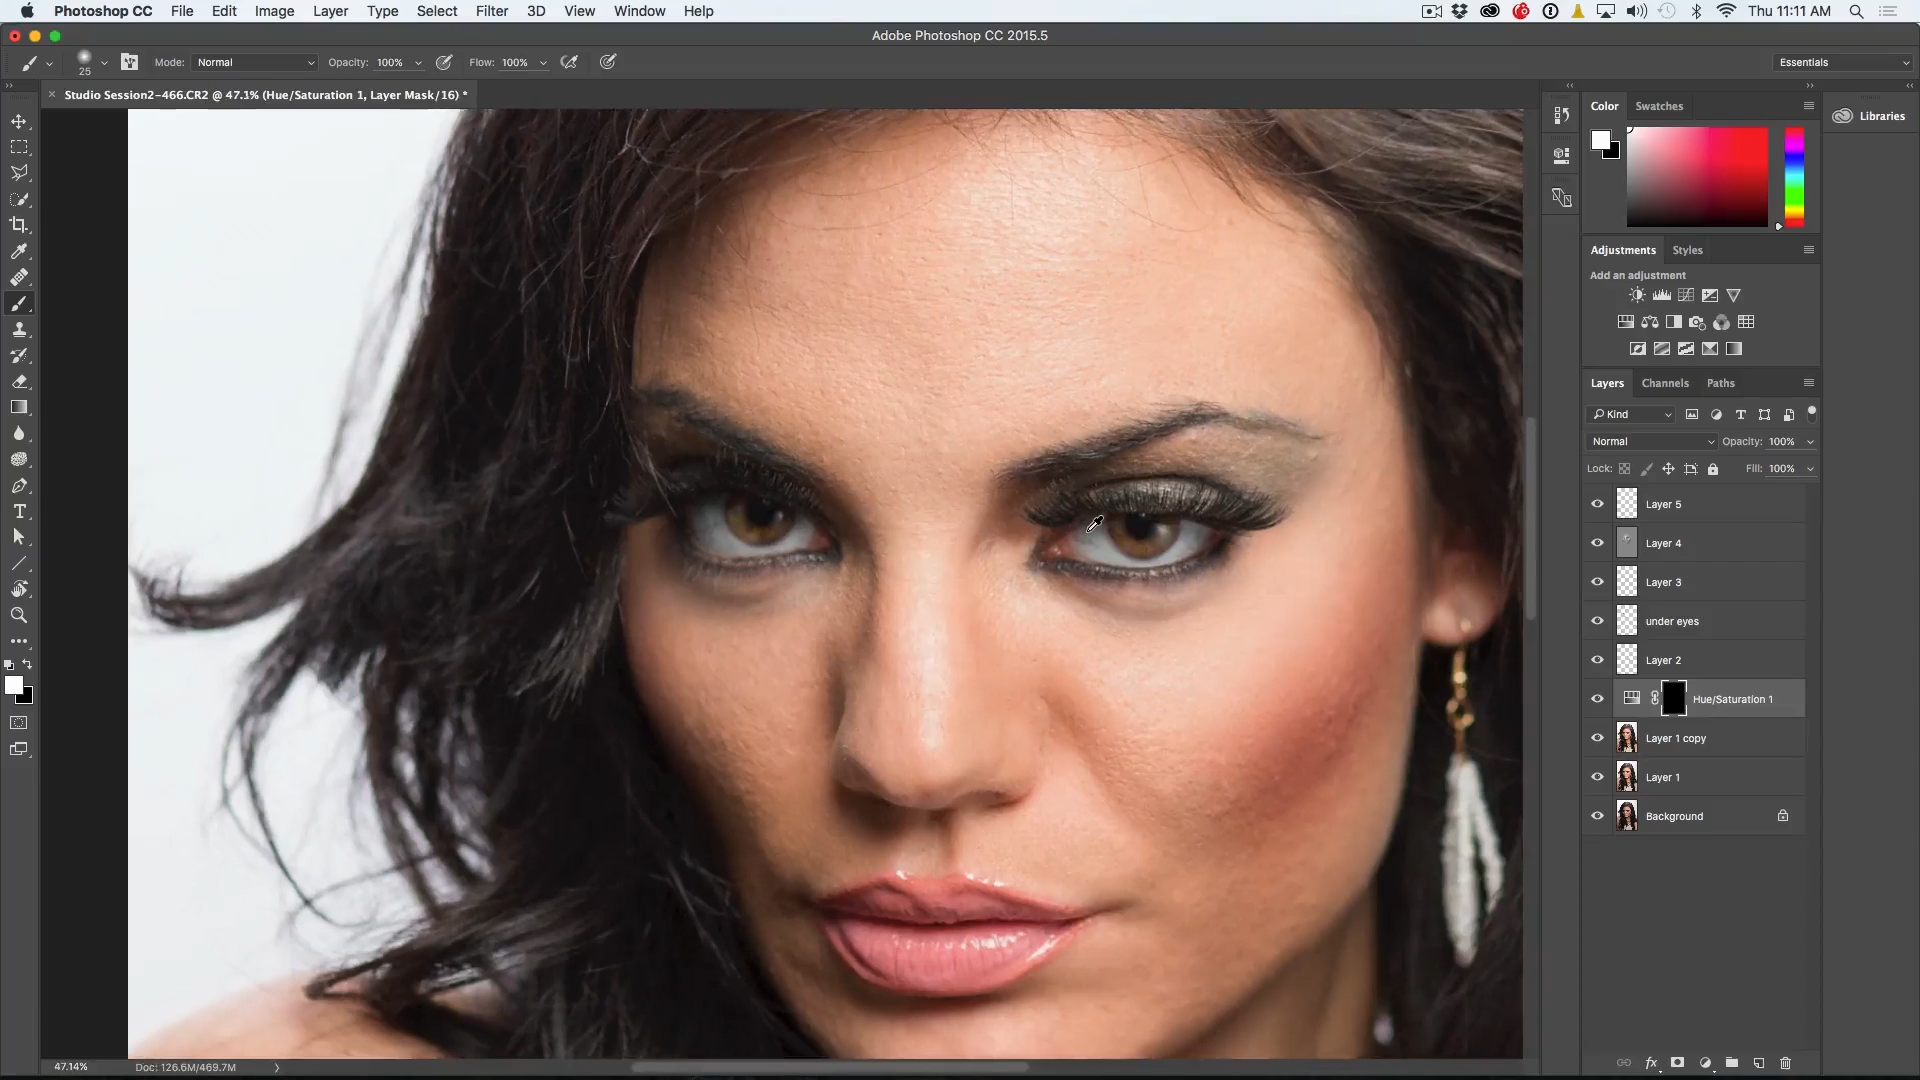 Photoshop CC File Edit Image Layer Type Select Filter 3D View Window Help Thu 11:11 AM
Adobe Photoshop CC 2015.5
25 Mode: Normal Opacity: 100% Flow: 100% Essentials
Studio Session2-466.CR2 @ 47.1% (Hue/Saturation 1, Layer Mask/16) *
Color Swatches
Libraries
Adjustments Styles
Add an adjustment
Layers Channels Paths
Kind
Normal Opacity: 100%
Lock: Fill: 100%
Layer 5
Layer 4
Layer 3
under eyes
Layer 2
Hue/Saturation 1
Layer 1 copy
Layer 1
Background
47.14% Doc: 126.6M/469.7M